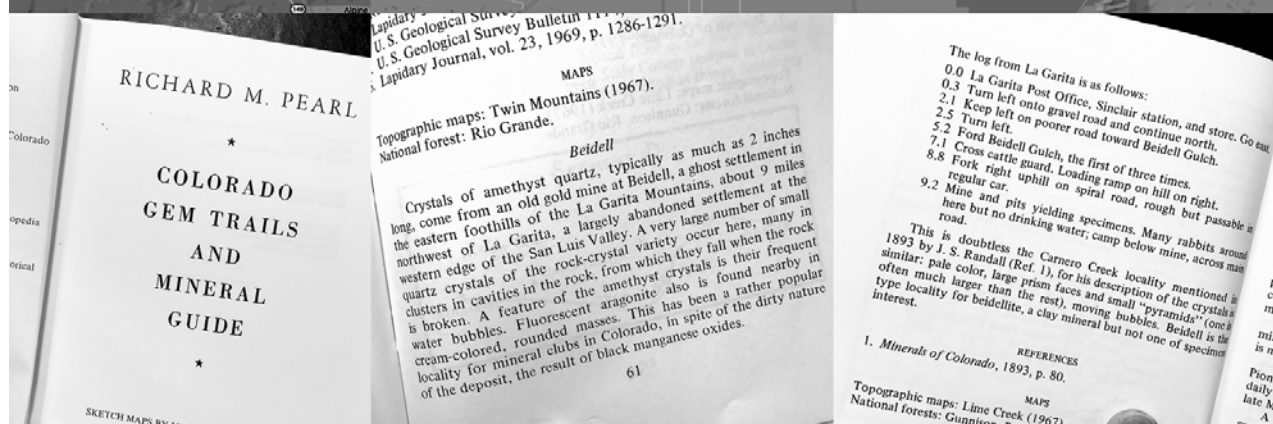 149
Alpine
on
Colorado
opedia
orical
RICHARD M. PEARL
★
COLORADO
GEM TRAILS
AND
MINERAL
GUIDE
★
SKETCH MAPS BY
Lapidary
U. S. Geological
U. S. Geological Survey Bulletin
Lapidary Journal, vol. 23, 1969, p. 1286-1291.
MAPS
Topographic maps: Twin Mountains (1967).
National forest: Rio Grande.
Beidell
Crystals of amethyst quartz, typically as much as 2 inches
long, come from an old gold mine at Beidell, a ghost settlement in
the eastern foothills of the La Garita Mountains, about 9 miles
northwest of La Garita, a largely abandoned settlement at the
western edge of the San Luis Valley. A very large number of small
quartz crystals of the rock-crystal variety occur here, many in
clusters in cavities in the rock, from which they fall when the rock
is broken. A feature of the amethyst crystals is their frequent
water bubbles. Fluorescent aragonite also is found nearby in
cream-colored, rounded masses. This has been a rather popular
locality for mineral clubs in Colorado, in spite of the dirty nature
of the deposit, the result of black manganese oxides.
61
The log from La Garita is as follows:
0.0 La Garita Post Office, Sinclair station, and store. Go east.
0.3 Turn left onto gravel road and continue north.
2.1 Keep left on poorer road toward Beidell Gulch.
2.5 Turn left.
5.2 Ford Beidell Gulch, the first of three times.
7.1 Cross cattle guard. Loading ramp on hill on right.
8.8 Fork right uphill on spiral road, rough but passable in
regular car.
9.2 Mine and pits yielding specimens. Many rabbits around
here but no drinking water; camp below mine, across main
road.
This is doubtless the Carnero Creek locality mentioned in
1893 by J. S. Randall (Ref. 1), for his description of the crystals is
similar: pale color, large prism faces and small "pyramids" (one is
often much larger than the rest), moving bubbles. Beidell is the
type locality for beidellite, a clay mineral but not one of specimen
interest.
REFERENCES
1. Minerals of Colorado, 1893, p. 80.
MAPS
Topographic maps: Lime Creek (1967)
National forests: Gunnison,
Pion
daily
late M
A